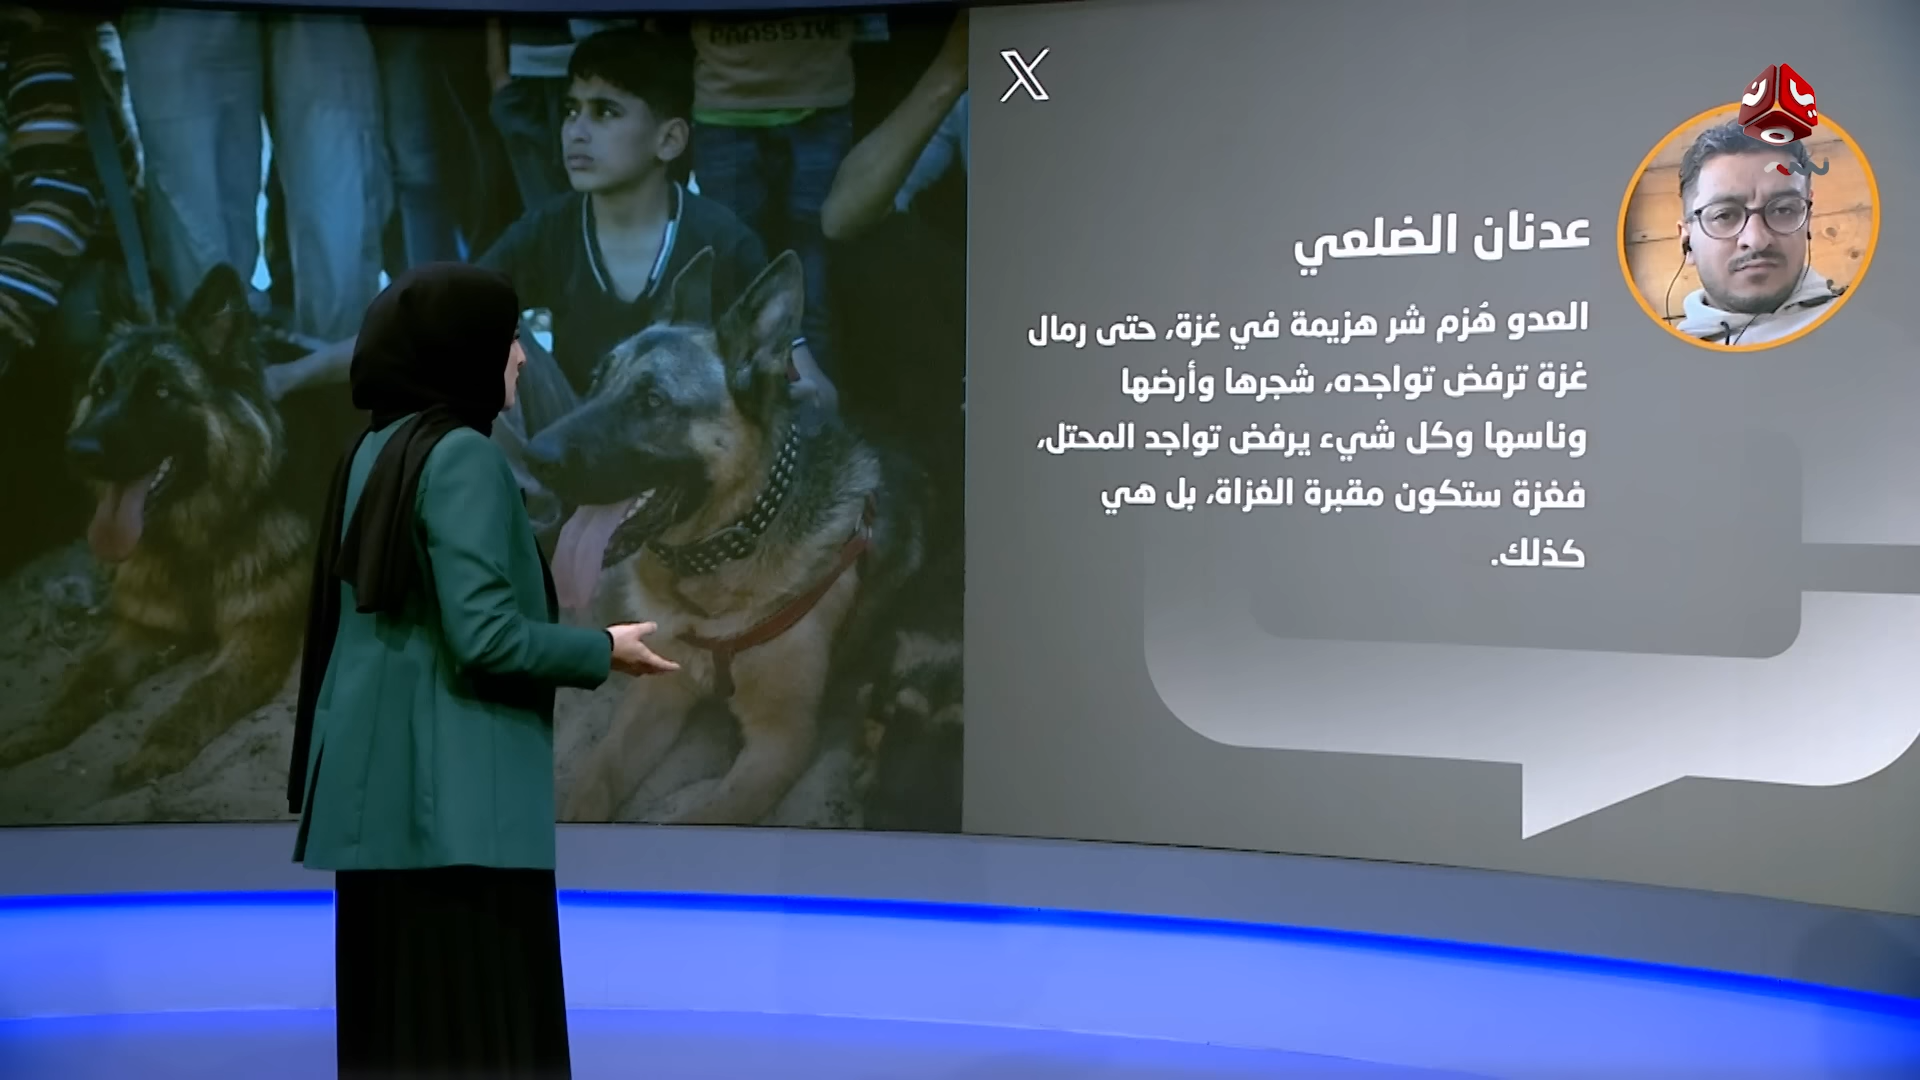 PAASSIVE
عدنان الضلعي
العدو هُزم شر هزيمة في غزة، حتى رمال
غزة ترفض تواجده، شجرها وأرضها
وناسها وكل شيء يرفض تواجد المحتل،
فغزة ستكون مقبرة الغزاة، بل هي
كذلك.